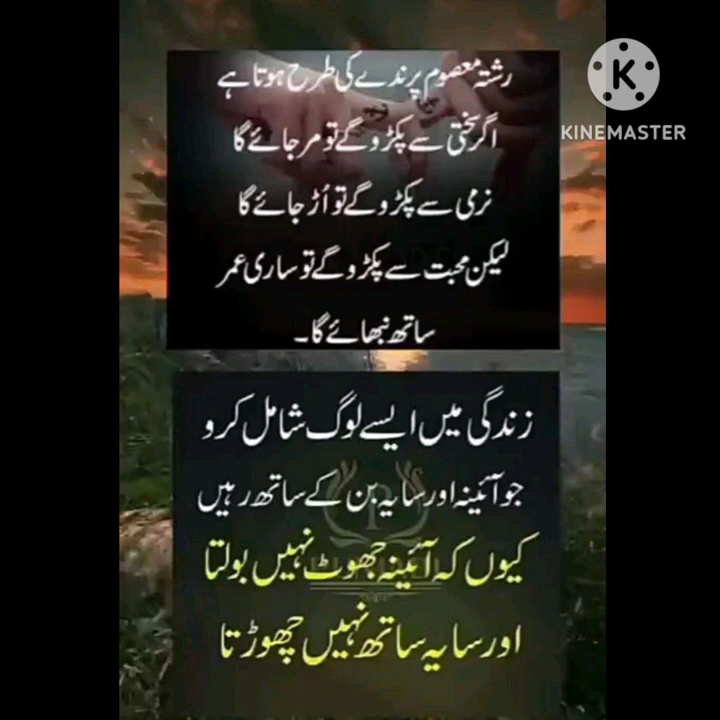 رشتہ معصوم پرندے کی طرح ہوتا ہے
اگر سختی سے پکڑو گے تو مر جائے گا
نرمی سے پکڑو گے تو اُڑ جائے گا
لیکن محبت سے پکڑو گے تو ساری عمر
ساتھ نبھائے گا۔
K
KINEMASTER
زندگی میں ایسے لوگ شامل کرو
جو آئینہ اور سایہ بن کے ساتھ رہیں
کیوں کہ آئینہ جھوٹ نہیں بولتا
اور سایہ ساتھ نہیں چھوڑتا